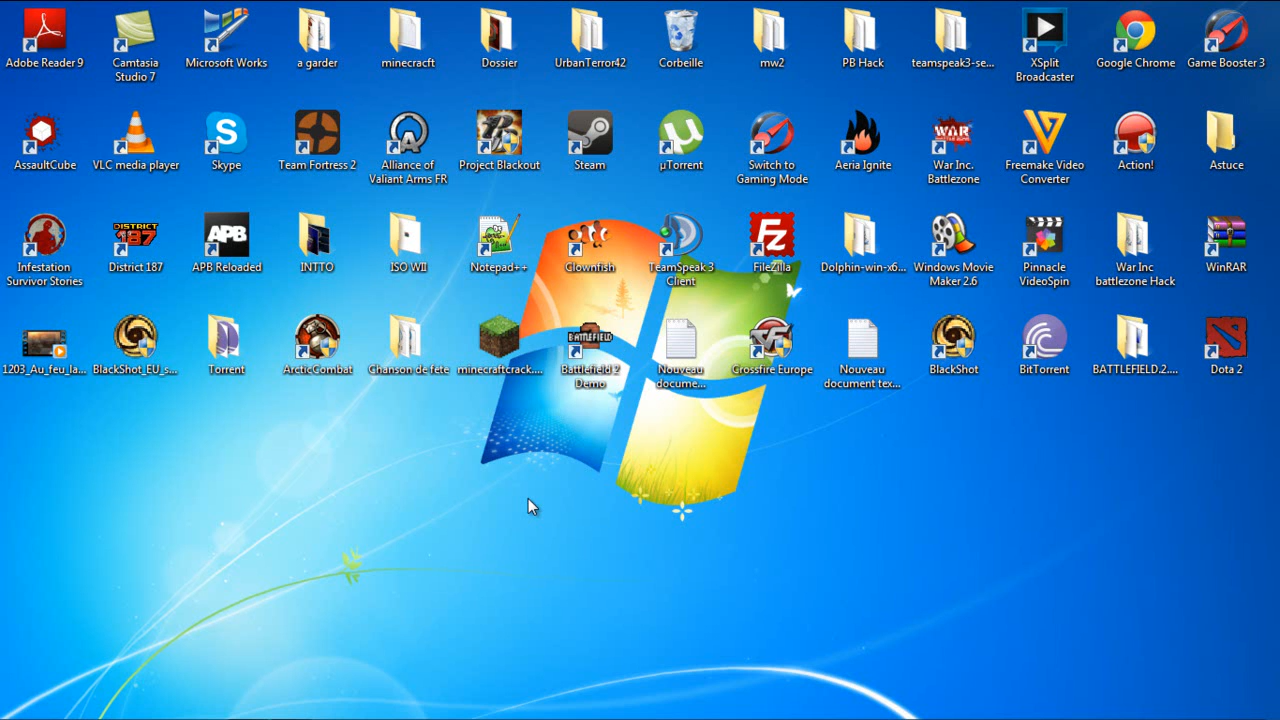 Adobe Reader 9
Camtasia
Studio 7
Microsoft Works
a garder
minecracft
Dossier
UrbanTerror42
Corbeille
mw2
PB Hack
teamspeak3-se...
XSplit
Broadcaster
Google Chrome
Game Booster 3
AssaultCube
VLC media player
Skype
Team Fortress 2
Alliance of
Valiant Arms FR
Project Blackout
Steam
µTorrent
Switch to
Gaming Mode
Aeria Ignite
War Inc.
Battlezone
Freemake Video
Converter
Action!
Astuce
Infestation
Survivor Stories
District 187
APB Reloaded
INTTO
ISO WII
Notepad++
Clownfish
TeamSpeak 3
Client
FileZilla
Dolphin-win-x6...
Windows Movie
Maker 2.6
Pinnacle
VideoSpin
War Inc
battlezone Hack
WinRAR
1203_Au_feu_la...
BlackShot_EU_s...
Torrent
ArcticCombat
Chanson de fete
minecraftcrack....
Battlefield 2
Demo
Nouveau
docume...
Crossfire Europe
Nouveau
document tex...
BlackShot
BitTorrent
BATTLEFIELD.2....
Dota 2